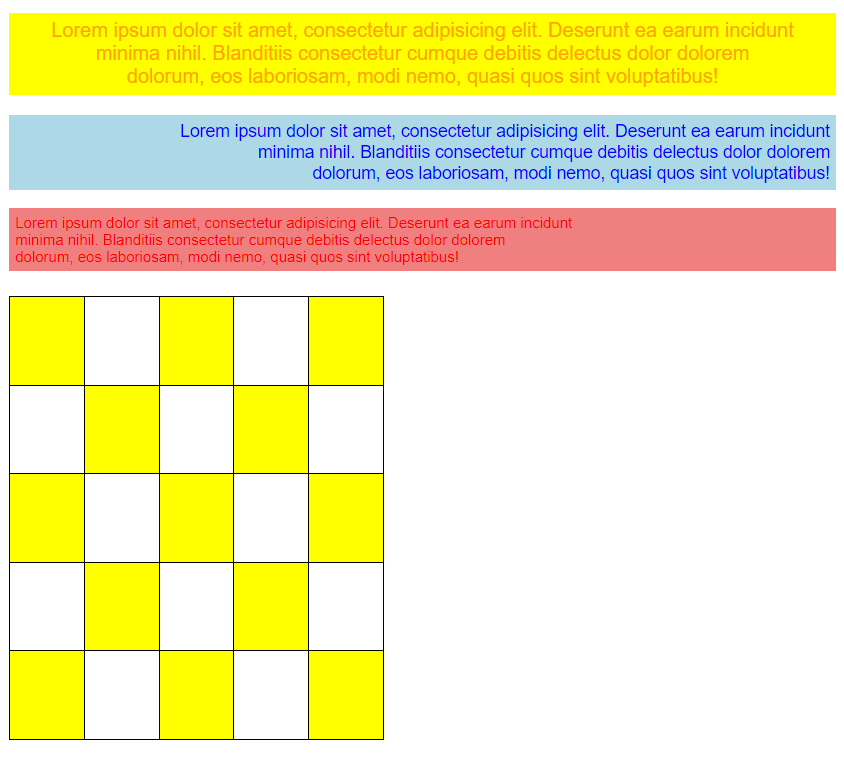 Lorem ipsum dolor sit amet, consectetur adipisicing elit. Deserunt ea earum incidunt
minima nihil. Blanditiis consectetur cumque debitis delectus dolor dolorem
dolorum, eos laboriosam, modi nemo, quasi quos sint voluptatibus!
Lorem ipsum dolor sit amet, consectetur adipisicing elit. Deserunt ea earum incidunt
minima nihil. Blanditiis consectetur cumque debitis delectus dolor dolorem
dolorum, eos laboriosam, modi nemo, quasi quos sint voluptatibus!
Lorem ipsum dolor sit amet, consectetur adipisicing elit. Deserunt ea earum incidunt
minima nihil. Blanditiis consectetur cumque debitis delectus dolor dolorem
dolorum, eos laboriosam, modi nemo, quasi quos sint voluptatibus!